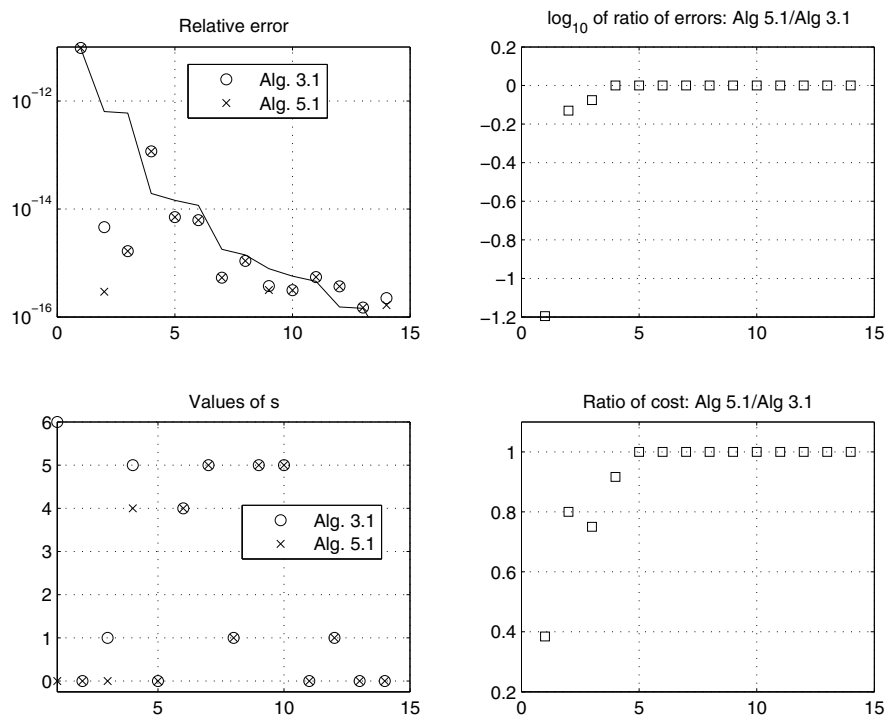 Relative error
10^-12
10^-14
10^-16
0 5 10 15
Alg. 3.1
Alg. 5.1
log_10 of ratio of errors: Alg 5.1/Alg 3.1
0.2
0
−0.2
−0.4
−0.6
−0.8
−1
−1.2
0 5 10 15
Values of s
6
5
4
3
2
1
0
0 5 10 15
Alg. 3.1
Alg. 5.1
Ratio of cost: Alg 5.1/Alg 3.1
1
0.8
0.6
0.4
0.2
0 5 10 15